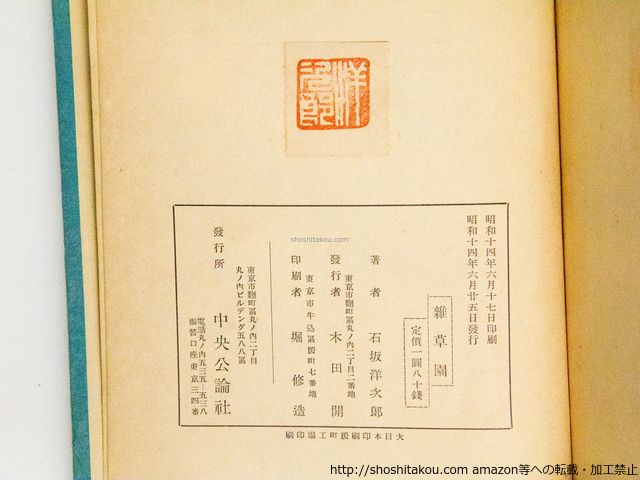 洋次郎
shoshitakou.com
昭和十四年六月十七日印刷
昭和十四年六月廿五日發行
雜草園
定價一圓八十錢
著者 石坂洋次郎
東京市麴町區丸ノ內二丁目二番地
發行者 木田開
東京市牛込區榎町七番地
印刷者 堀修造
發行所
東京市麴町區丸ノ內二丁目
丸ノ內ビルデング五八八區
中央公論社
電話丸ノ內五三五—五三八
振替口座東京三四番
大日本印刷榎町工場印刷
http://shoshitakou.com amazon等への転載・加工禁止